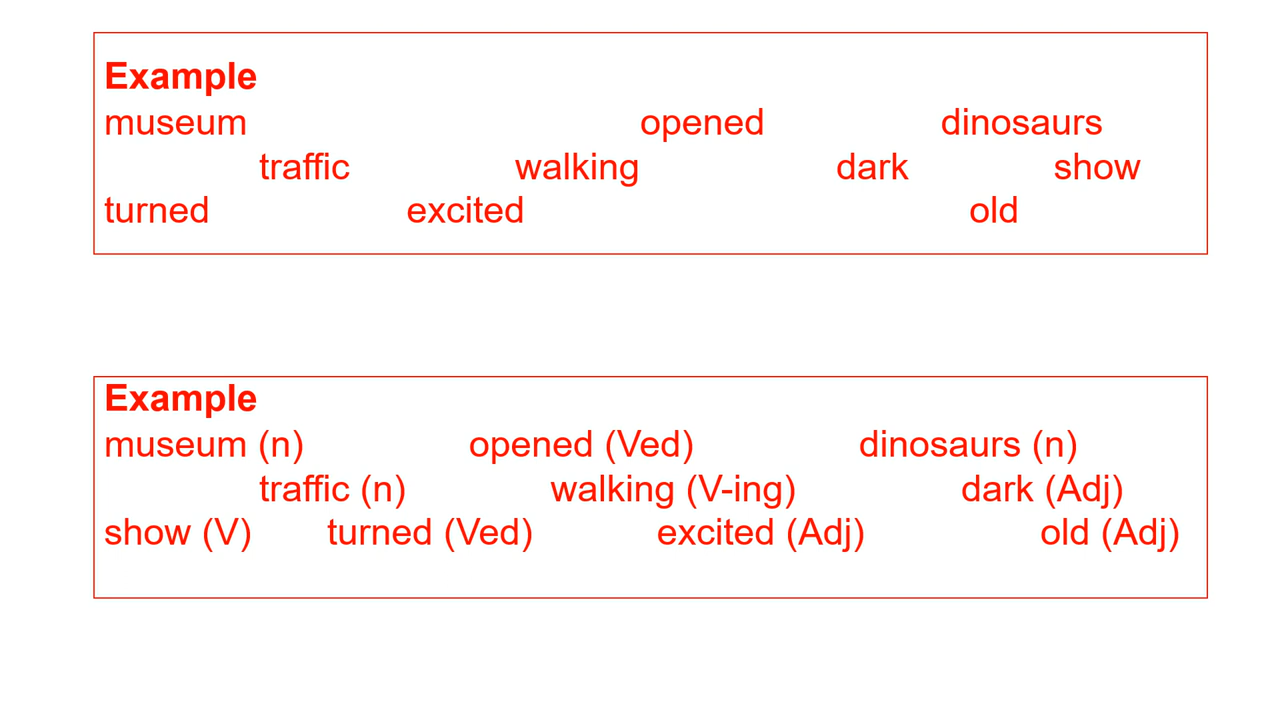 Example
museum opened dinosaurs
traffic walking dark show
turned excited old
Example
museum (n) opened (Ved) dinosaurs (n)
traffic (n) walking (V-ing) dark (Adj)
show (V) turned (Ved) excited (Adj) old (Adj)